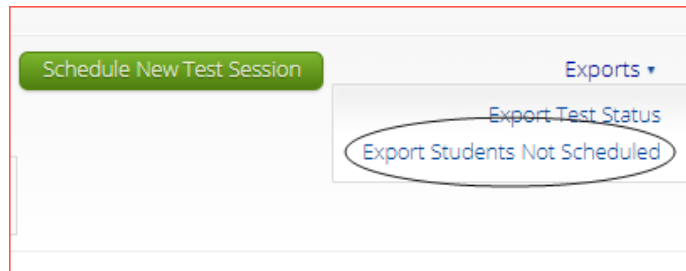 Schedule New Test Session
Exports
Export Test Status
Export Students Not Scheduled